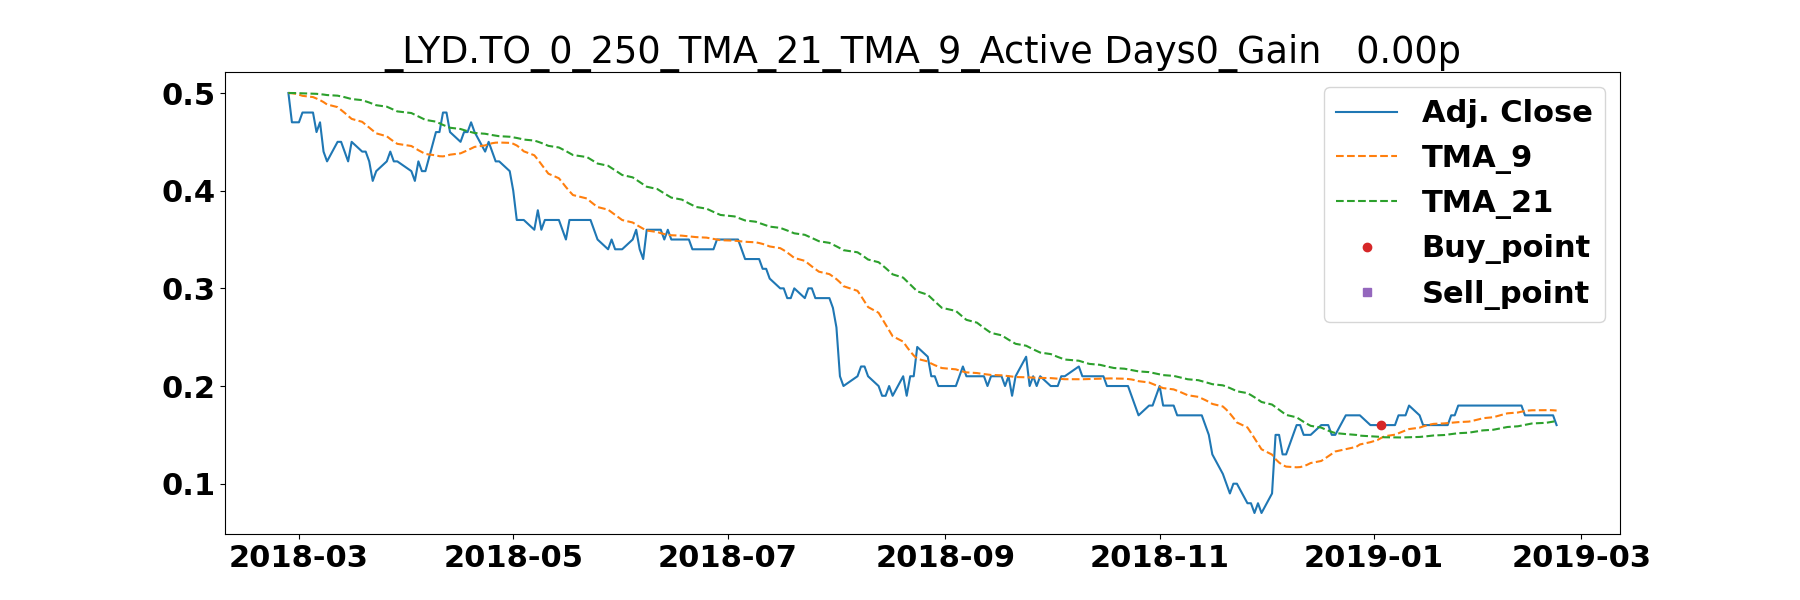 _LYD.TO_0_250_TMA_21_TMA_9_Active Days0_Gain   0.00p
Adj. Close
TMA_9
TMA_21
Buy_point
Sell_point
0.5
0.4
0.3
0.2
0.1
2018-03 2018-05 2018-07 2018-09 2018-11 2019-01 2019-03